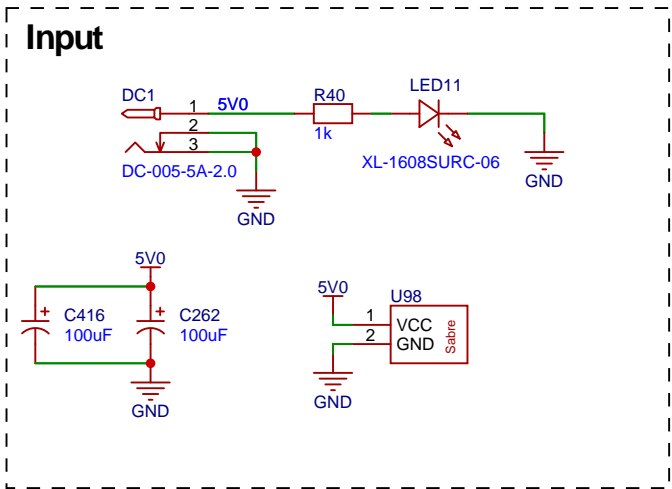 Input
DC1
1
5V0
2
3
DC-005-5A-2.0
GND
R40
1k
LED11
XL-1608SURC-06
GND
5V0
C416
100uF
C262
100uF
GND
5V0
U98
1
VCC
2
GND
Sabre
GND